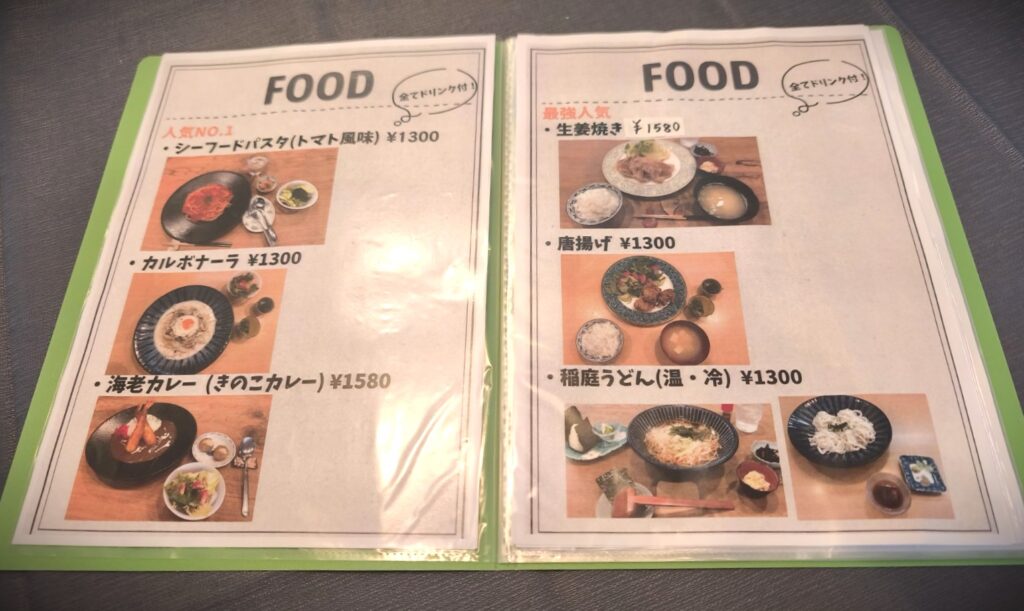 FOOD
全てドリンク付!
人気NO.1
・シーフードパスタ(トマト風味) ¥1300
・カルボナーラ ¥1300
・海老カレー (きのこカレー) ¥1580
FOOD
全てドリンク付!
最強人気
・生姜焼き ¥1580
・唐揚げ ¥1300
・稲庭うどん(温・冷) ¥1300